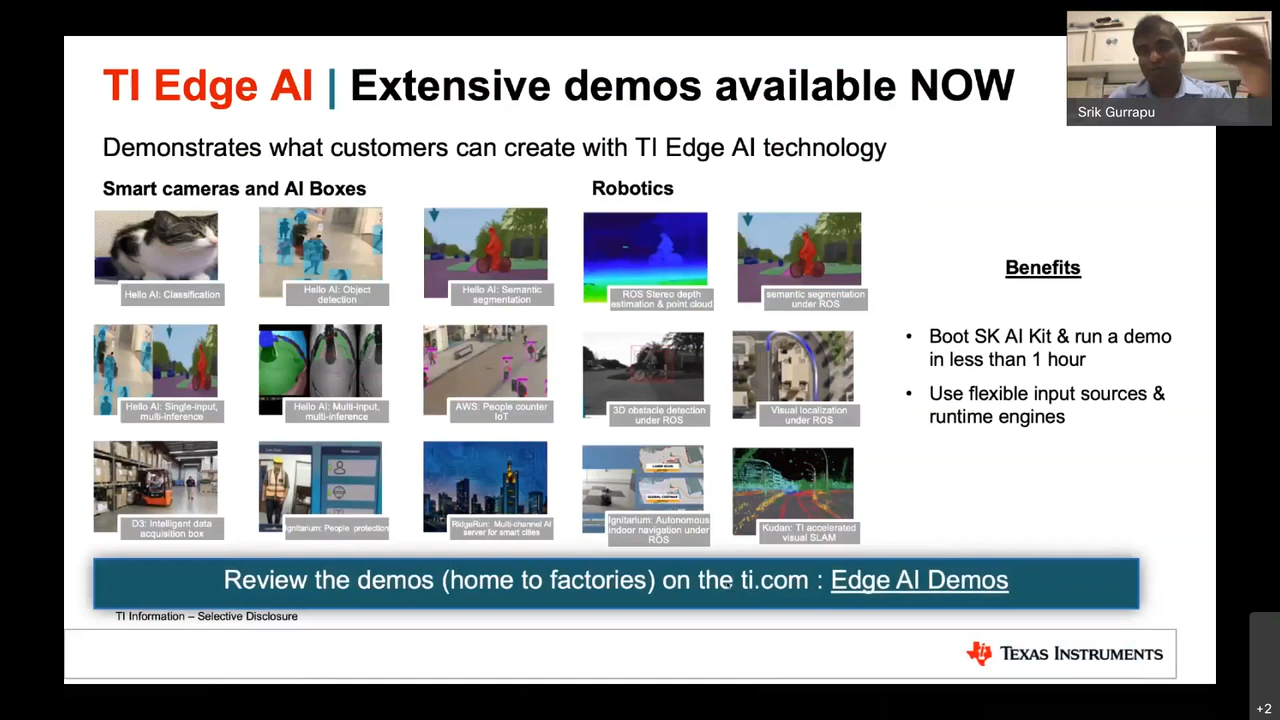 TI Edge AI | Extensive demos available NOW
Srik Gurrapu
Demonstrates what customers can create with TI Edge AI technology
Smart cameras and AI Boxes
Robotics
Hello AI: Classification
Hello AI: Object
detection
Hello AI: Semantic
segmentation
ROS Stereo depth
estimation & point cloud
semantic segmentation
under ROS
Hello AI: Single-input,
multi-inference
Hello AI: Multi-input,
multi-inference
AWS: People counter
IoT
3D obstacle detection
under ROS
Visual localization
under ROS
D3: Intelligent data
acquisition box
Ignitarium: People protection
RidgeRun: Multi-channel AI
server for smart cities
Ignitarium: Autonomous
indoor navigation under
ROS
Kudan: TI accelerated
visual SLAM
Benefits
• Boot SK AI Kit & run a demo
in less than 1 hour
• Use flexible input sources &
runtime engines
Review the demos (home to factories) on the ti.com : Edge AI Demos
TI Information – Selective Disclosure
TEXAS INSTRUMENTS
+2